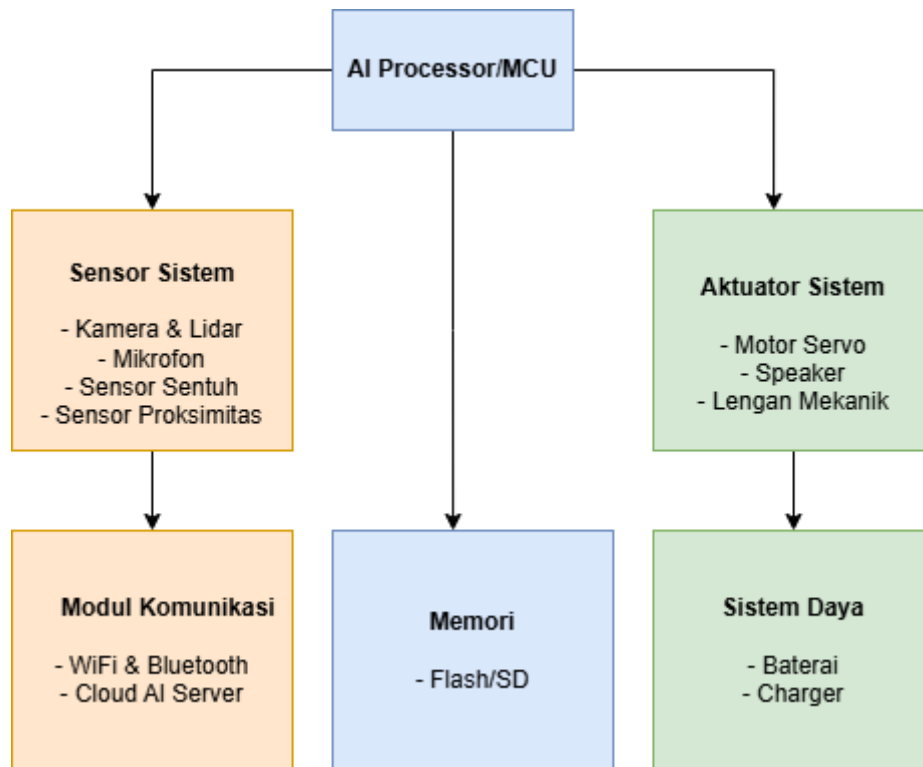 AI Processor/MCU
Sensor Sistem
- Kamera & Lidar
- Mikrofon
- Sensor Sentuh
- Sensor Proksimitas
Aktuator Sistem
- Motor Servo
- Speaker
- Lengan Mekanik
Modul Komunikasi
- WiFi & Bluetooth
- Cloud AI Server
Memori
- Flash/SD
Sistem Daya
- Baterai
- Charger